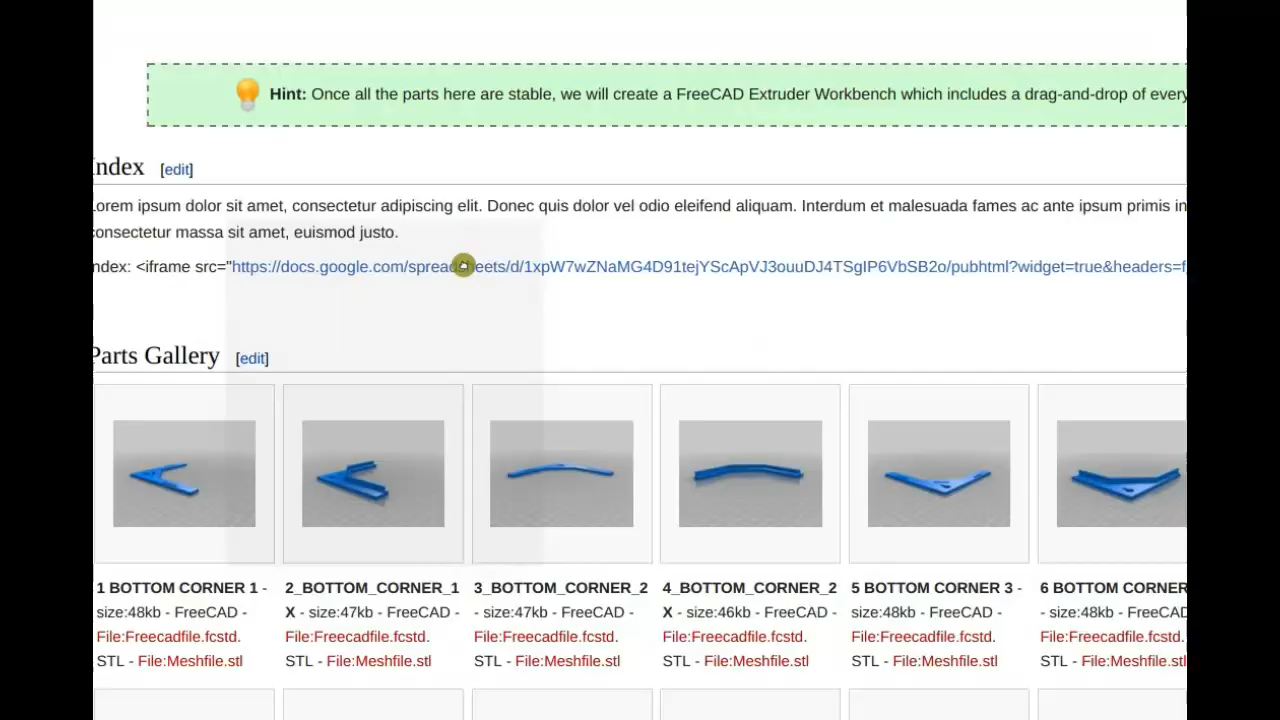 Hint: Once all the parts here are stable, we will create a FreeCAD Extruder Workbench which includes a drag-and-drop of every
Index [edit]
Lorem ipsum dolor sit amet, consectetur adipiscing elit. Donec quis dolor vel odio eleifend aliquam. Interdum et malesuada fames ac ante ipsum primis in
consectetur massa sit amet, euismod justo.
Index: <iframe src="https://docs.google.com/spreadsheets/d/1xpW7wZNaMG4D91tejYScApVJ3ouuDJ4TSgIP6VbSB2o/pubhtml?widget=true&headers=f
Parts Gallery [edit]
1 BOTTOM CORNER 1 -
size:48kb - FreeCAD -
File:Freecadfile.fcstd.
STL - File:Meshfile.stl
2_BOTTOM_CORNER_1
X - size:47kb - FreeCAD -
File:Freecadfile.fcstd.
STL - File:Meshfile.stl
3_BOTTOM_CORNER_2
- size:47kb - FreeCAD -
File:Freecadfile.fcstd.
STL - File:Meshfile.stl
4_BOTTOM_CORNER_2
X - size:46kb - FreeCAD -
File:Freecadfile.fcstd.
STL - File:Meshfile.stl
5 BOTTOM CORNER 3 -
size:48kb - FreeCAD -
File:Freecadfile.fcstd.
STL - File:Meshfile.stl
6 BOTTOM CORNER
- size:48kb - FreeCAD
File:Freecadfile.fcstd.
STL - File:Meshfile.stl